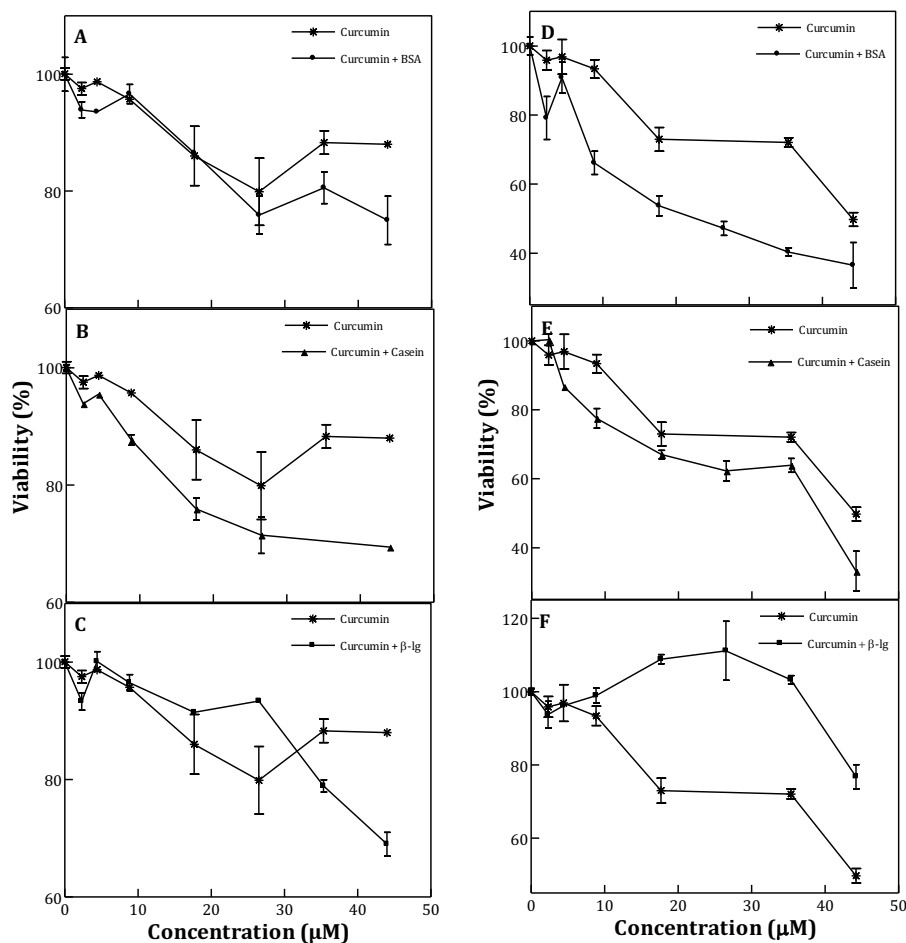 A
Curcumin
Curcumin + BSA
100
80
60
B
Curcumin
Curcumin + Casein
100
80
60
C
Curcumin
Curcumin + β-lg
100
80
60
0 10 20 30 40 50
Concentration (μM)
Viability (%)
D
Curcumin
Curcumin + BSA
100
80
60
40
E
Curcumin
Curcumin + Casein
100
80
60
40
F
Curcumin
Curcumin + β-lg
120
100
80
60
0 10 20 30 40 50
Concentration (μM)
Viability (%)